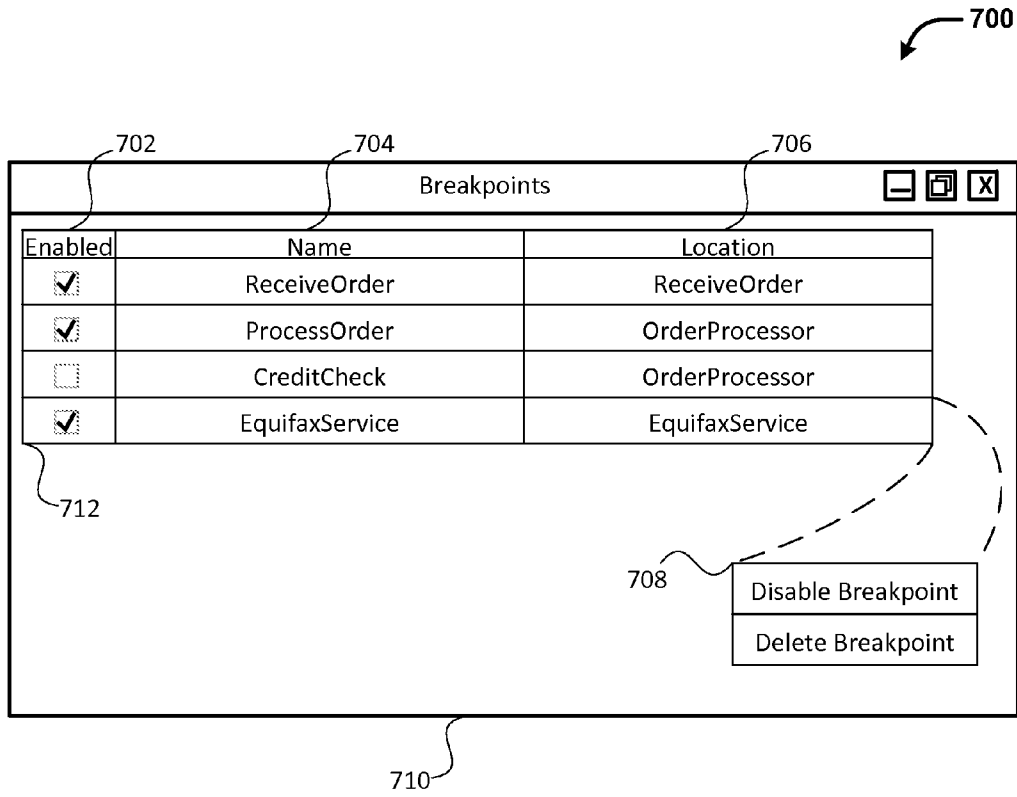 700
702 704 706
Breakpoints X
Enabled Name Location
ReceiveOrder ReceiveOrder
ProcessOrder OrderProcessor
CreditCheck OrderProcessor
EquifaxService EquifaxService
712
708
Disable Breakpoint
Delete Breakpoint
710